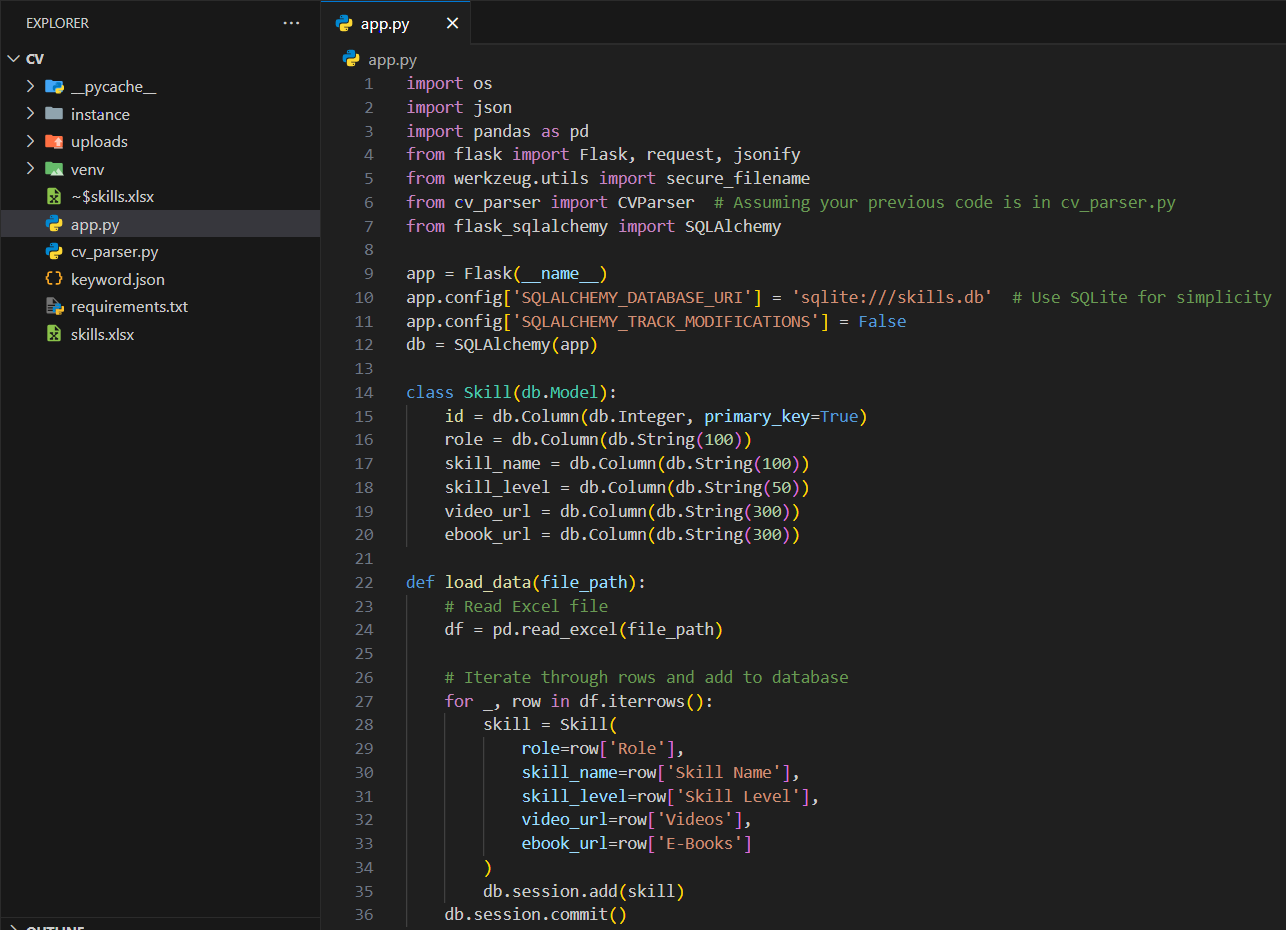 EXPLORER
CV
__pycache__
instance
uploads
venv
~$skills.xlsx
app.py
cv_parser.py
keyword.json
requirements.txt
skills.xlsx
OUTLINE
app.py
app.py
1 import os
2 import json
3 import pandas as pd
4 from flask import Flask, request, jsonify
5 from werkzeug.utils import secure_filename
6 from cv_parser import CVParser  # Assuming your previous code is in cv_parser.py
7 from flask_sqlalchemy import SQLAlchemy
8
9 app = Flask(__name__)
10 app.config['SQLALCHEMY_DATABASE_URI'] = 'sqlite:///skills.db'  # Use SQLite for simplicity
11 app.config['SQLALCHEMY_TRACK_MODIFICATIONS'] = False
12 db = SQLAlchemy(app)
13
14 class Skill(db.Model):
15     id = db.Column(db.Integer, primary_key=True)
16     role = db.Column(db.String(100))
17     skill_name = db.Column(db.String(100))
18     skill_level = db.Column(db.String(50))
19     video_url = db.Column(db.String(300))
20     ebook_url = db.Column(db.String(300))
21
22 def load_data(file_path):
23     # Read Excel file
24     df = pd.read_excel(file_path)
25
26     # Iterate through rows and add to database
27     for _, row in df.iterrows():
28         skill = Skill(
29             role=row['Role'],
30             skill_name=row['Skill Name'],
31             skill_level=row['Skill Level'],
32             video_url=row['Videos'],
33             ebook_url=row['E-Books']
34         )
35         db.session.add(skill)
36     db.session.commit()